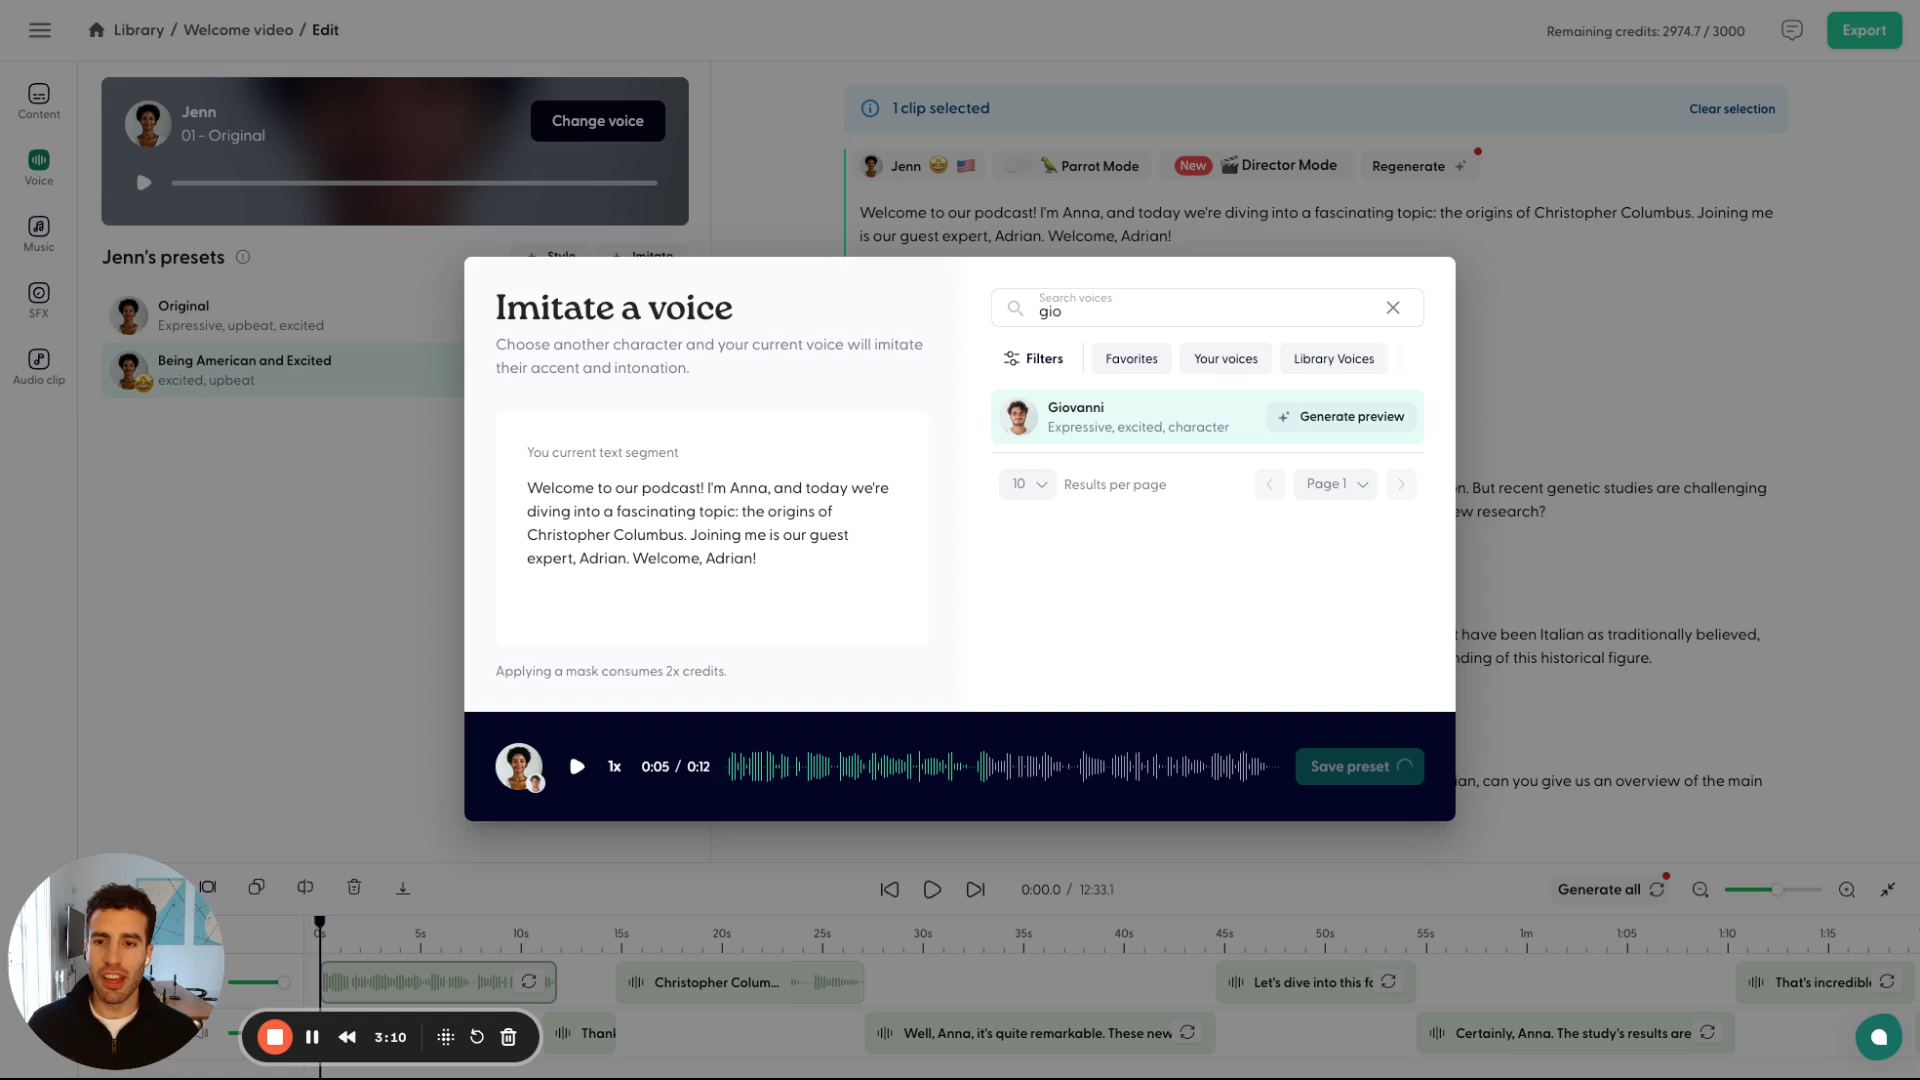 Library / Welcome video / Edit
Remaining credits: 2974.7 / 3000
Export
Content
Voice
Music
SFX
Audio clip
Jenn
01 - Original
Change voice
Jenn's presets
Style
Imitate
Original
Expressive, upbeat, excited
Being American and Excited
excited, upbeat
1 clip selected
Clear selection
Jenn
Parrot Mode
New
Director Mode
Regenerate
Welcome to our podcast! I'm Anna, and today we're diving into a fascinating topic: the origins of Christopher Columbus. Joining me
is our guest expert, Adrian. Welcome, Adrian!
n. But recent genetic studies are challenging
ew research?
t have been Italian as traditionally believed,
nding of this historical figure.
ian, can you give us an overview of the main
Imitate a voice
Choose another character and your current voice will imitate
their accent and intonation.
You current text segment
Welcome to our podcast! I'm Anna, and today we're
diving into a fascinating topic: the origins of
Christopher Columbus. Joining me is our guest
expert, Adrian. Welcome, Adrian!
Applying a mask consumes 2x credits.
Search voices
gio
Filters
Favorites
Your voices
Library Voices
Giovanni
Expressive, excited, character
Generate preview
10
Results per page
Page 1
1x
0:05 / 0:12
Save preset
0:00.0 / 12:33.1
Generate all
0s 5s 10s 15s 20s 25s 30s 35s 40s 45s 50s 55s 1m 1:05 1:10 1:15
Christopher Colum...
Let's dive into this fo
That's incredibl
Thank
Well, Anna, it's quite remarkable. These new
Certainly, Anna. The study's results are
3:10